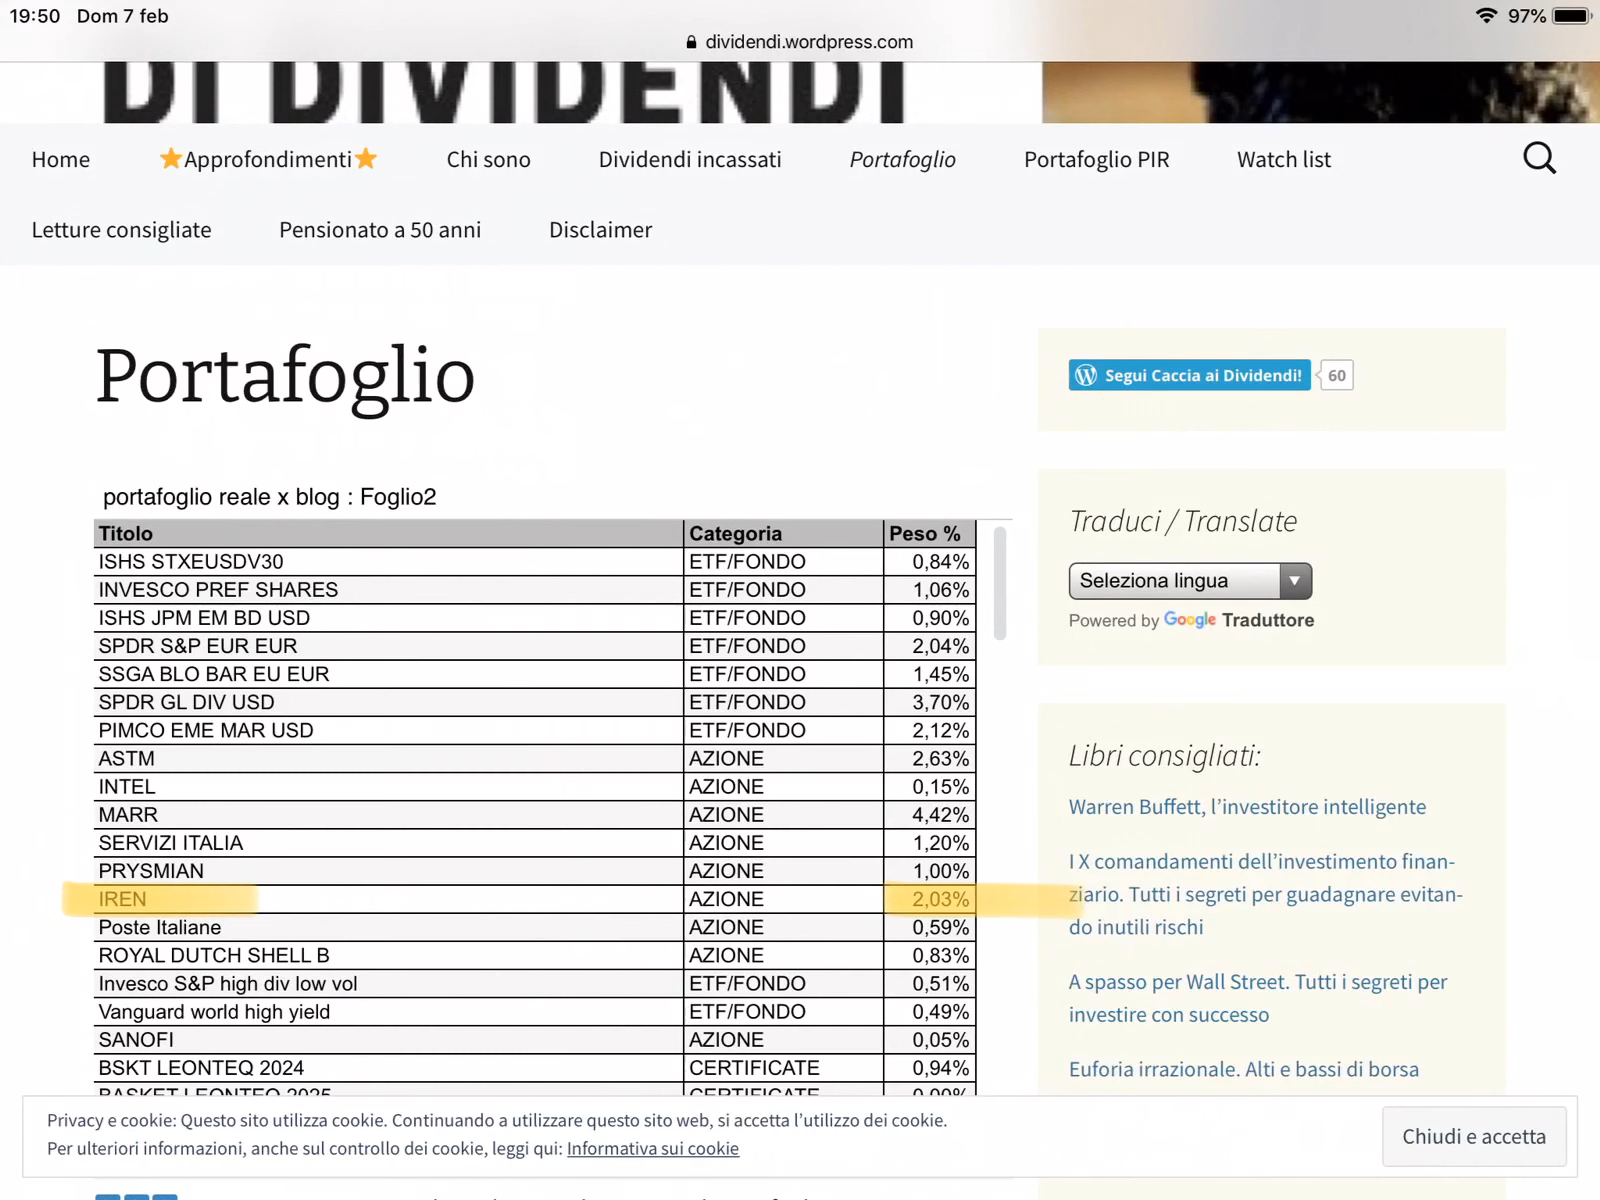 19:50 Dom 7 feb
97%
dividendi.wordpress.com
DI DIVIDENDI
Home ⭐Approfondimenti⭐ Chi sono Dividendi incassati Portafoglio Portafoglio PIR Watch list
Letture consigliate Pensionato a 50 anni Disclaimer
Portafoglio
portafoglio reale x blog : Foglio2
Titolo Categoria Peso %
ISHS STXEUSDV30 ETF/FONDO 0,84%
INVESCO PREF SHARES ETF/FONDO 1,06%
ISHS JPM EM BD USD ETF/FONDO 0,90%
SPDR S&P EUR EUR ETF/FONDO 2,04%
SSGA BLO BAR EU EUR ETF/FONDO 1,45%
SPDR GL DIV USD ETF/FONDO 3,70%
PIMCO EME MAR USD ETF/FONDO 2,12%
ASTM AZIONE 2,63%
INTEL AZIONE 0,15%
MARR AZIONE 4,42%
SERVIZI ITALIA AZIONE 1,20%
PRYSMIAN AZIONE 1,00%
IREN AZIONE 2,03%
Poste Italiane AZIONE 0,59%
ROYAL DUTCH SHELL B AZIONE 0,83%
Invesco S&P high div low vol ETF/FONDO 0,51%
Vanguard world high yield ETF/FONDO 0,49%
SANOFI AZIONE 0,05%
BSKT LEONTEQ 2024 CERTIFICATE 0,94%
BASKET LEONTEQ 2025 CERTIFICATE
Segui Caccia ai Dividendi! 60
Traduci / Translate
Seleziona lingua
Powered by Google Traduttore
Libri consigliati:
Warren Buffett, l’investitore intelligente
I X comandamenti dell’investimento finan-
ziario. Tutti i segreti per guadagnare evitan-
do inutili rischi
A spasso per Wall Street. Tutti i segreti per
investire con successo
Euforia irrazionale. Alti e bassi di borsa
Privacy e cookie: Questo sito utilizza cookie. Continuando a utilizzare questo sito web, si accetta l’utilizzo dei cookie.
Per ulteriori informazioni, anche sul controllo dei cookie, leggi qui: Informativa sui cookie
Chiudi e accetta